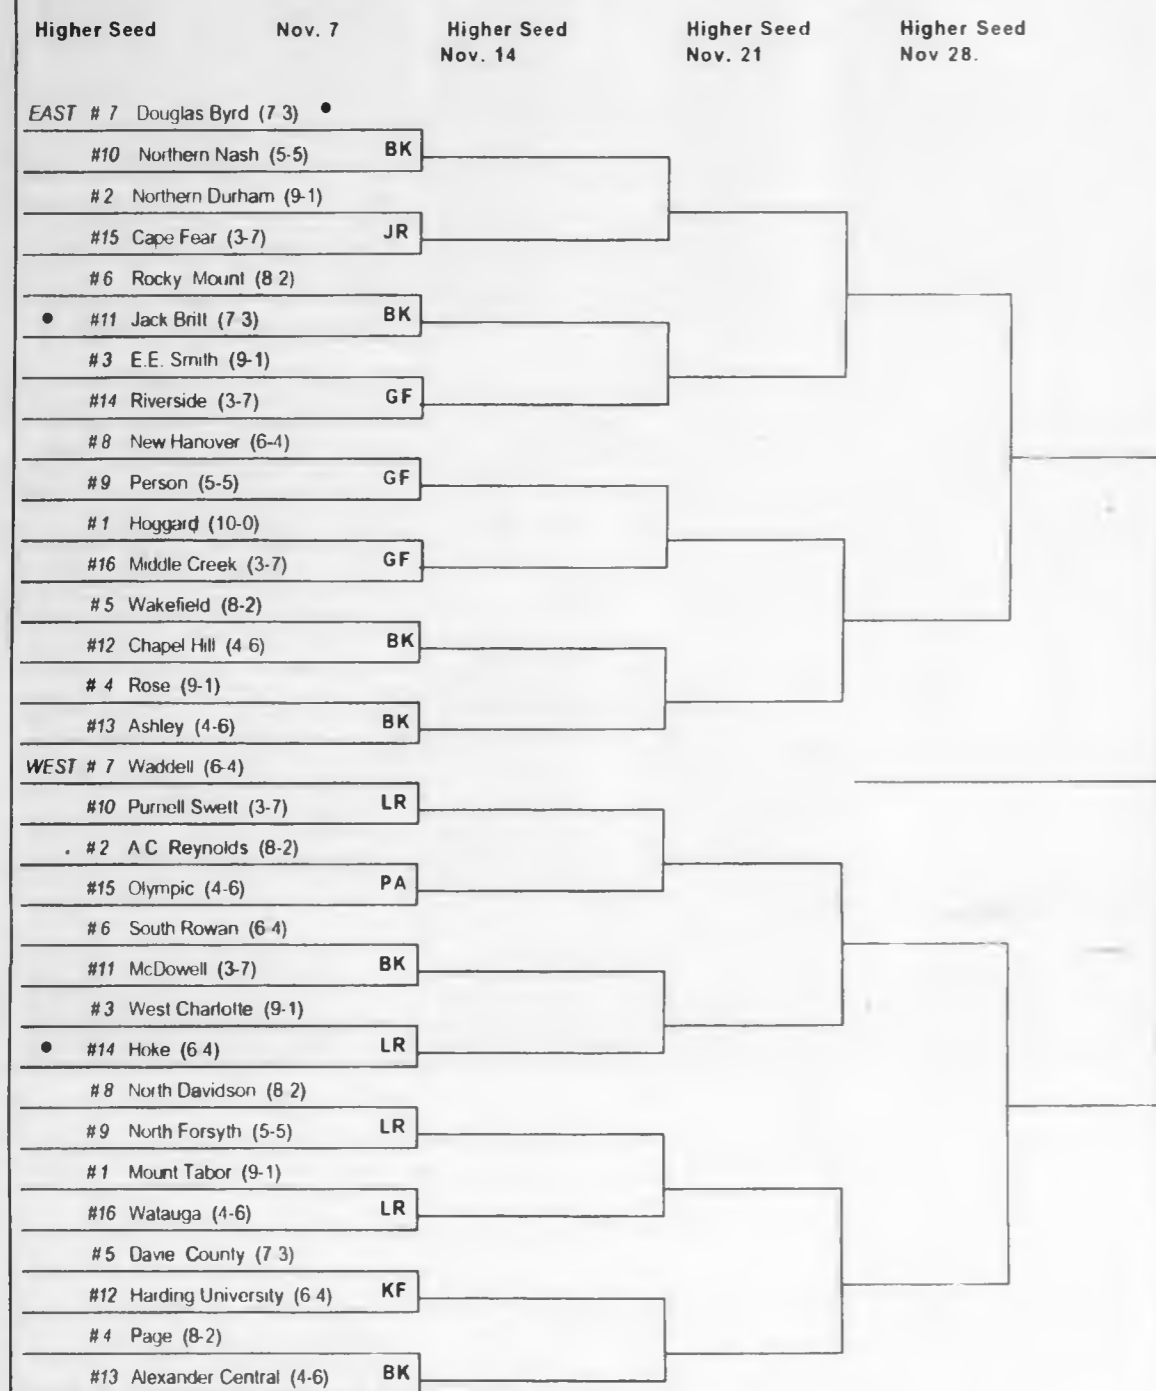 Higher Seed Nov. 7 Higher Seed Higher Seed Higher Seed
Nov. 14 Nov. 21 Nov 28.
EAST # 7 Douglas Byrd (7 3) •
#10 Northern Nash (5-5) BK
# 2 Northern Durham (9-1)
#15 Cape Fear (3-7) JR
# 6 Rocky Mount (8 2)
• #11 Jack Britt (7 3) BK
# 3 E.E. Smith (9-1)
#14 Riverside (3-7) GF
# 8 New Hanover (6-4)
#9 Person (5-5) GF
# 1 Hoggard (10-0)
#16 Middle Creek (3-7) GF
# 5 Wakefield (8-2)
#12 Chapel Hill (4 6) BK
# 4 Rose (9-1)
#13 Ashley (4-6) BK
WEST # 7 Waddell (6-4)
#10 Purnell Swett (3-7) LR
. #2 A C Reynolds (8-2)
#15 Olympic (4-6) PA
# 6 South Rowan (6 4)
#11 McDowell (3-7) BK
# 3 West Charlotte (9-1)
• #14 Hoke (6 4) LR
# 8 North Davidson (8 2)
#9 North Forsyth (5-5) LR
# 1 Mount Tabor (9-1)
#16 Watauga (4-6) LR
# 5 Davie County (7 3)
#12 Harding University (6 4) KF
# 4 Page (8-2)
#13 Alexander Central (4-6) BK